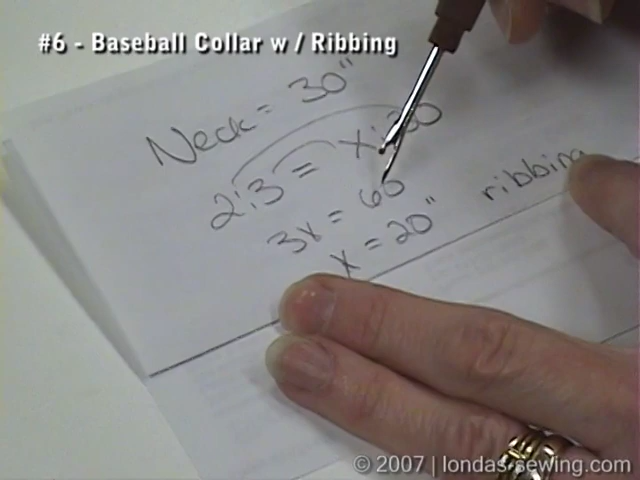 #6 - Baseball Collar w / Ribbing
Neck = 30"
2:3 = x:30
3x = 60
x = 20" ribbing
© 2007 | londas-sewing.com